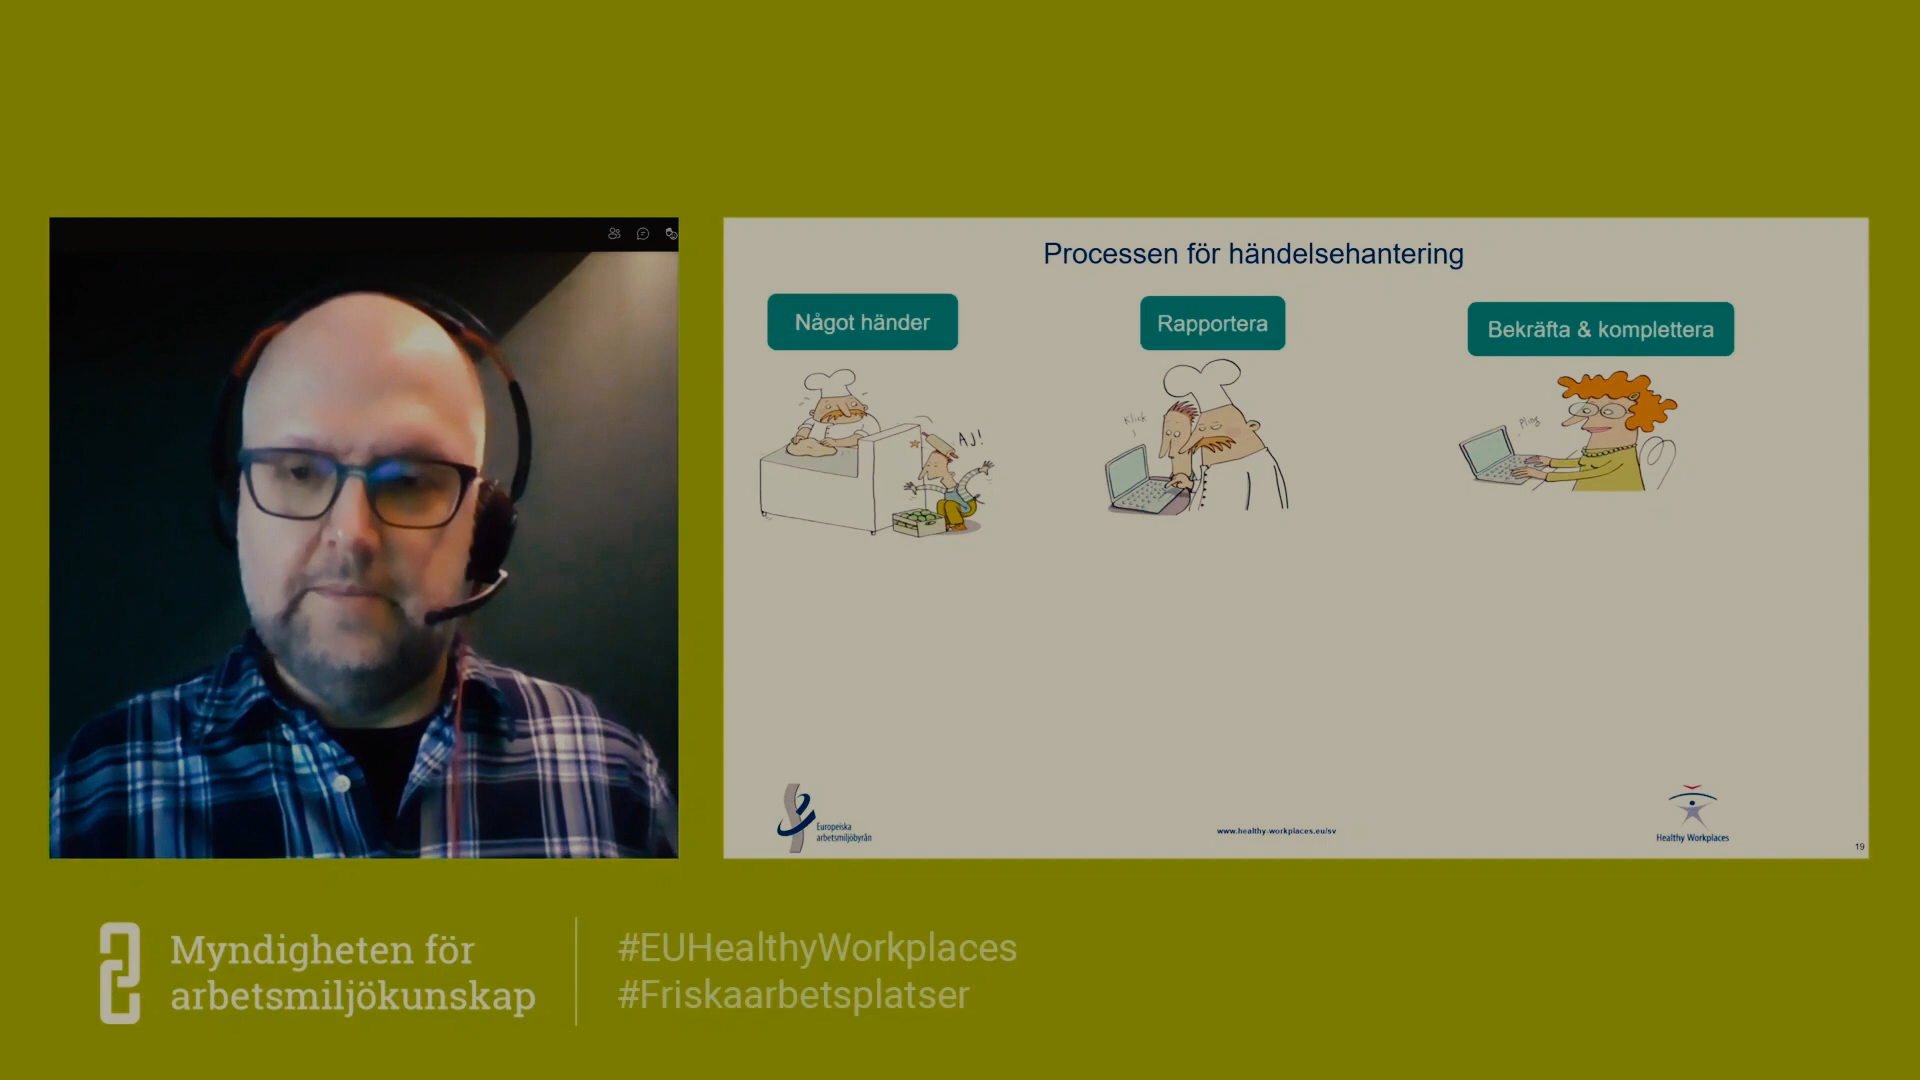 Processen för händelsehantering
Något händer
Rapportera
Bekräfta & komplettera
AJ!
Klick
Pling
Europeiska
arbetsmiljöbyrån
www.healthy-workplaces.eu/sv
Healthy Workplaces
19
Myndigheten för
arbetsmiljökunskap
#EUHealthyWorkplaces
#Friskaarbetsplatser